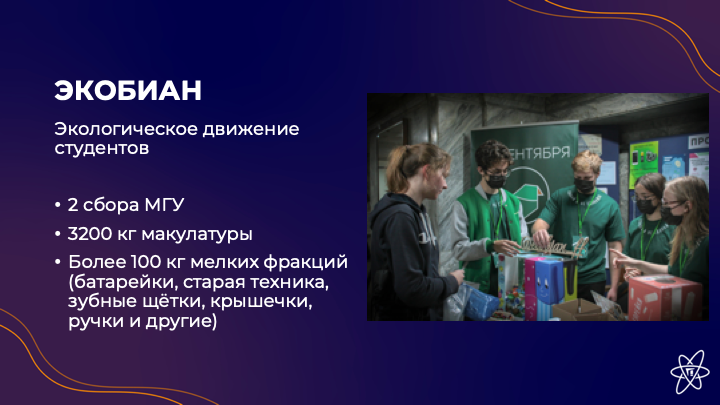 ЭКОБИАН
Экологическое движение
студентов
• 2 сбора МГУ
• 3200 кг макулатуры
• Более 100 кг мелких фракций
(батарейки, старая техника,
зубные щётки, крышечки,
ручки и другие)
ЕНТЯБРЯ
ПРО